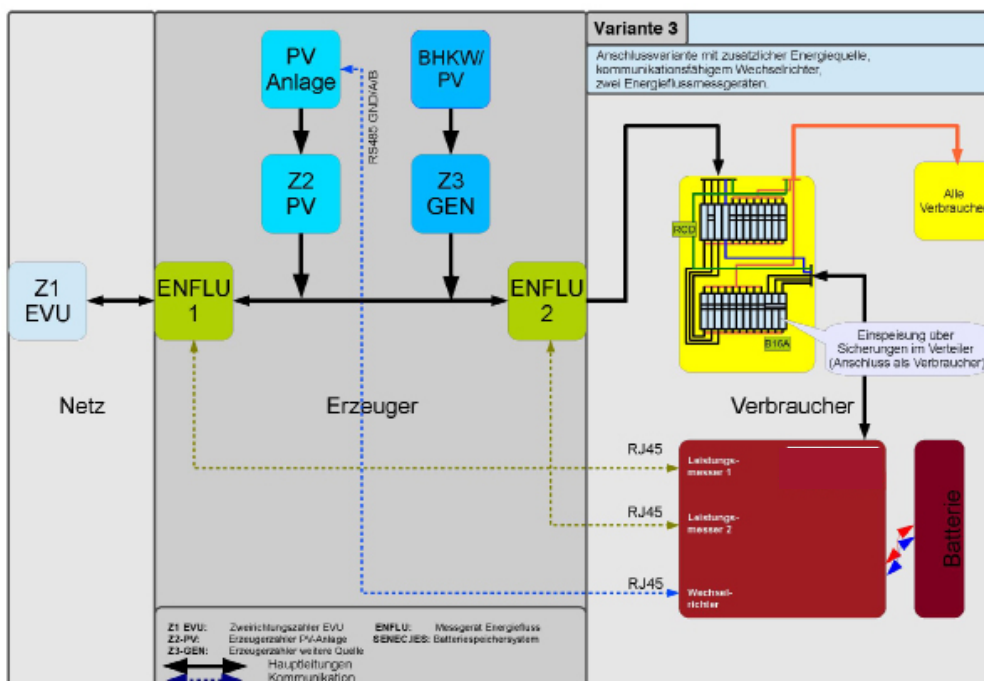 Variante 3
Anschlussvariante mit zusätzlicher Energiequelle,
kommunikationsfähigem Wechselrichter,
zwei Energieflussmessgeräten.
PV
Anlage
BHKW/
PV
RS485 GND/A/B
Z2
PV
Z3
GEN
Alle
Verbraucher
RCD
Z1
EVU
ENFLU
1
ENFLU
2
B16A
Einspeisung über
Sicherungen im Verteiler
(Anschluss als Verbraucher)
Netz
Erzeuger
Verbraucher
RJ45
Leistungs-
messer 1
RJ45
Leistungs-
messer 2
RJ45
Wechsel-
richter
Batterie
Z1 EVU: Zweirichtungszähler EVU
Z2-PV: Erzeugerzähler PV-Anlage
Z3-GEN: Erzeugerzähler weitere Quelle
ENFLU: Messgerät Energiefluss
SENEC.IES: Batteriespeichersystem
Hauptleitungen
Kommunikation